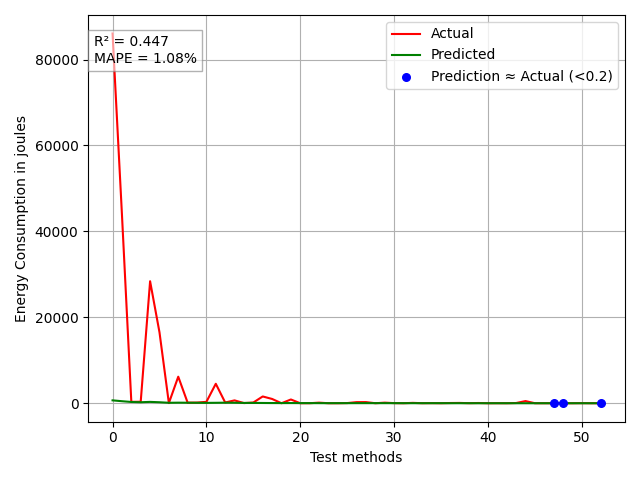 R² = 0.447
MAPE = 1.08%
Actual
Predicted
Prediction ≈ Actual (<0.2)
Energy Consumption in joules
80000
60000
40000
20000
0
0 10 20 30 40 50
Test methods